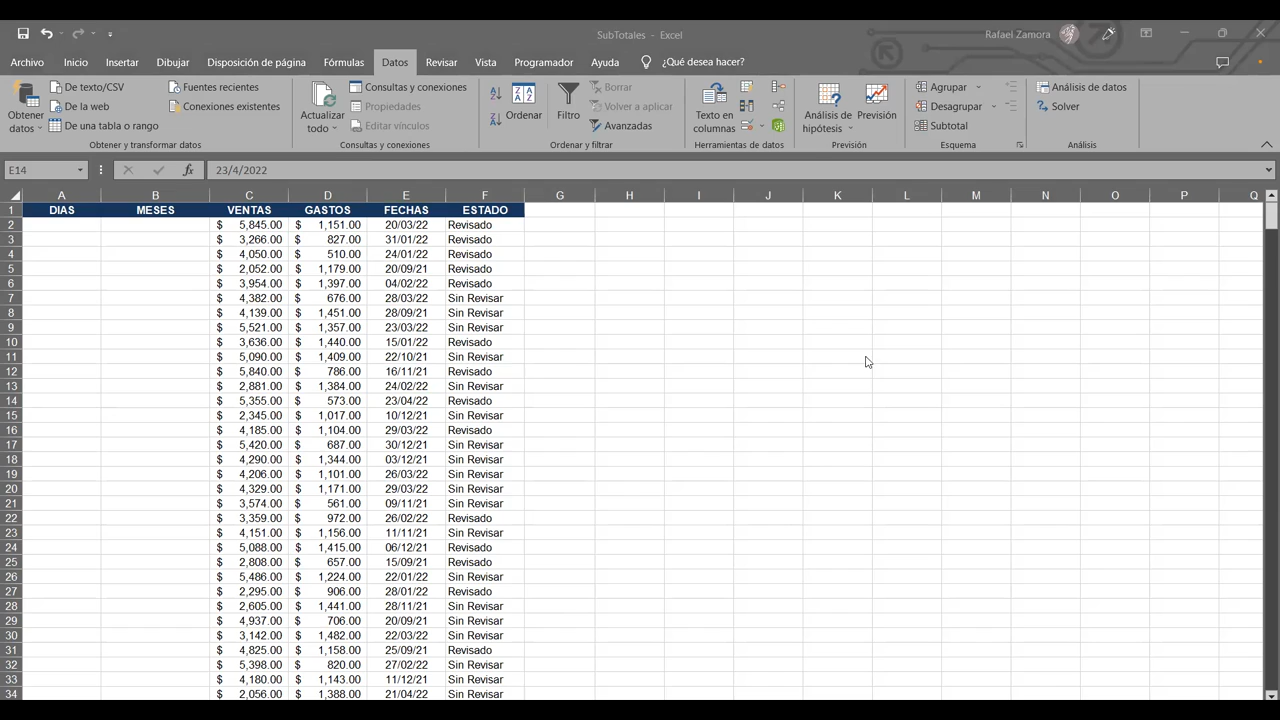 SubTotales - Excel
Rafael Zamora
Archivo Inicio Insertar Dibujar Disposición de página Fórmulas Datos Revisar Vista Programador Ayuda ¿Qué desea hacer?
Obtener datos
De texto/CSV
De la web
De una tabla o rango
Fuentes recientes
Conexiones existentes
Obtener y transformar datos
Actualizar todo
Consultas y conexiones
Propiedades
Editar vínculos
Consultas y conexiones
Ordenar
Filtro
Borrar
Volver a aplicar
Avanzadas
Ordenar y filtrar
Texto en columnas
Herramientas de datos
Análisis de hipótesis
Previsión
Previsión
Agrupar
Desagrupar
Subtotal
Esquema
Análisis de datos
Solver
Análisis
E14 fx 23/4/2022
A B C D E F G H I J K L M N O P Q
1 DIAS MESES VENTAS GASTOS FECHAS ESTADO
2 $ 5,845.00 $ 1,151.00 20/03/22 Revisado
3 $ 3,266.00 $ 827.00 31/01/22 Revisado
4 $ 4,050.00 $ 510.00 24/01/22 Revisado
5 $ 2,052.00 $ 1,179.00 20/09/21 Revisado
6 $ 3,954.00 $ 1,397.00 04/02/22 Revisado
7 $ 4,382.00 $ 676.00 28/03/22 Sin Revisar
8 $ 4,139.00 $ 1,451.00 28/09/21 Sin Revisar
9 $ 5,521.00 $ 1,357.00 23/03/22 Sin Revisar
10 $ 3,636.00 $ 1,440.00 15/01/22 Revisado
11 $ 5,090.00 $ 1,409.00 22/10/21 Sin Revisar
12 $ 5,840.00 $ 786.00 16/11/21 Revisado
13 $ 2,881.00 $ 1,384.00 24/02/22 Sin Revisar
14 $ 5,355.00 $ 573.00 23/04/22 Revisado
15 $ 2,345.00 $ 1,017.00 10/12/21 Sin Revisar
16 $ 4,185.00 $ 1,104.00 29/03/22 Revisado
17 $ 5,420.00 $ 687.00 30/12/21 Sin Revisar
18 $ 4,290.00 $ 1,344.00 03/12/21 Sin Revisar
19 $ 4,206.00 $ 1,101.00 26/03/22 Sin Revisar
20 $ 4,329.00 $ 1,171.00 29/03/22 Sin Revisar
21 $ 3,574.00 $ 561.00 09/11/21 Sin Revisar
22 $ 3,359.00 $ 972.00 26/02/22 Revisado
23 $ 4,151.00 $ 1,156.00 11/11/21 Sin Revisar
24 $ 5,088.00 $ 1,415.00 06/12/21 Revisado
25 $ 2,808.00 $ 657.00 15/09/21 Revisado
26 $ 5,486.00 $ 1,224.00 22/01/22 Sin Revisar
27 $ 2,295.00 $ 906.00 28/01/22 Revisado
28 $ 2,605.00 $ 1,441.00 28/11/21 Sin Revisar
29 $ 4,937.00 $ 706.00 20/09/21 Sin Revisar
30 $ 3,142.00 $ 1,482.00 22/03/22 Sin Revisar
31 $ 4,825.00 $ 1,158.00 25/09/21 Revisado
32 $ 5,398.00 $ 820.00 27/02/22 Sin Revisar
33 $ 4,180.00 $ 1,143.00 11/12/21 Sin Revisar
34 $ 2,056.00 $ 1,388.00 21/04/22 Sin Revisar